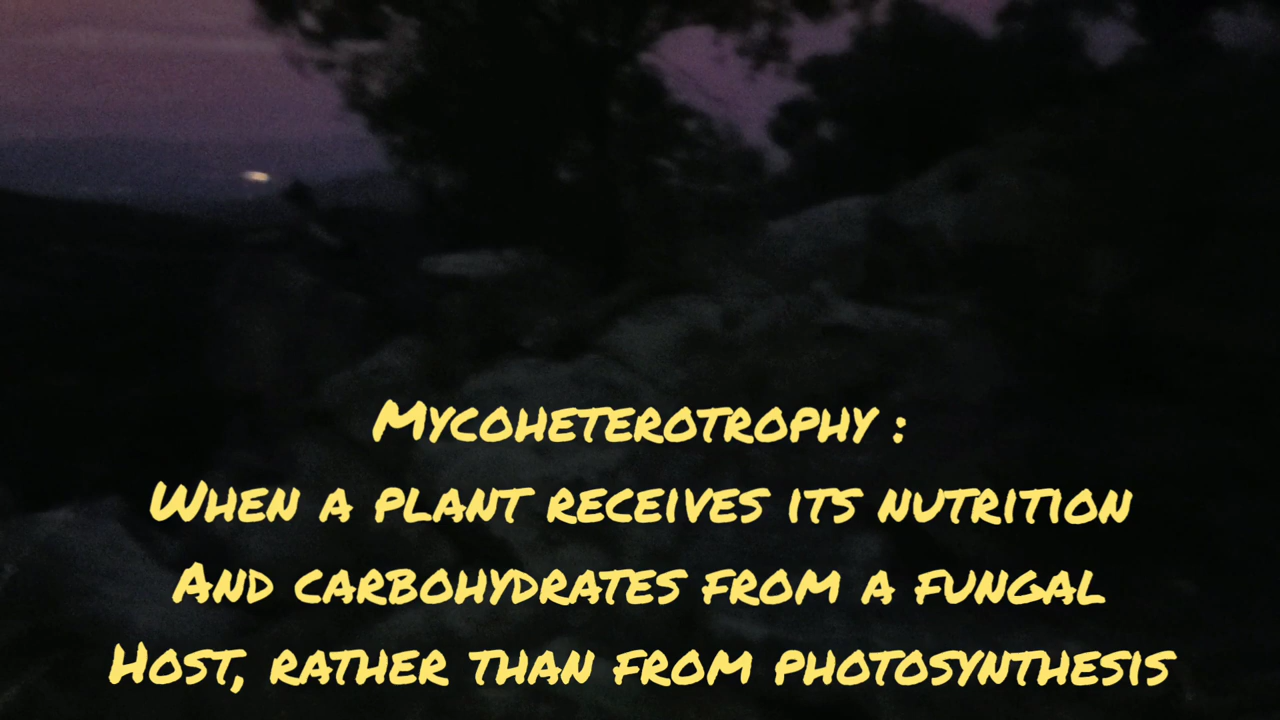 Mycoheterotrophy :
When a plant receives its nutrition
And carbohydrates from a fungal
Host, rather than from photosynthesis